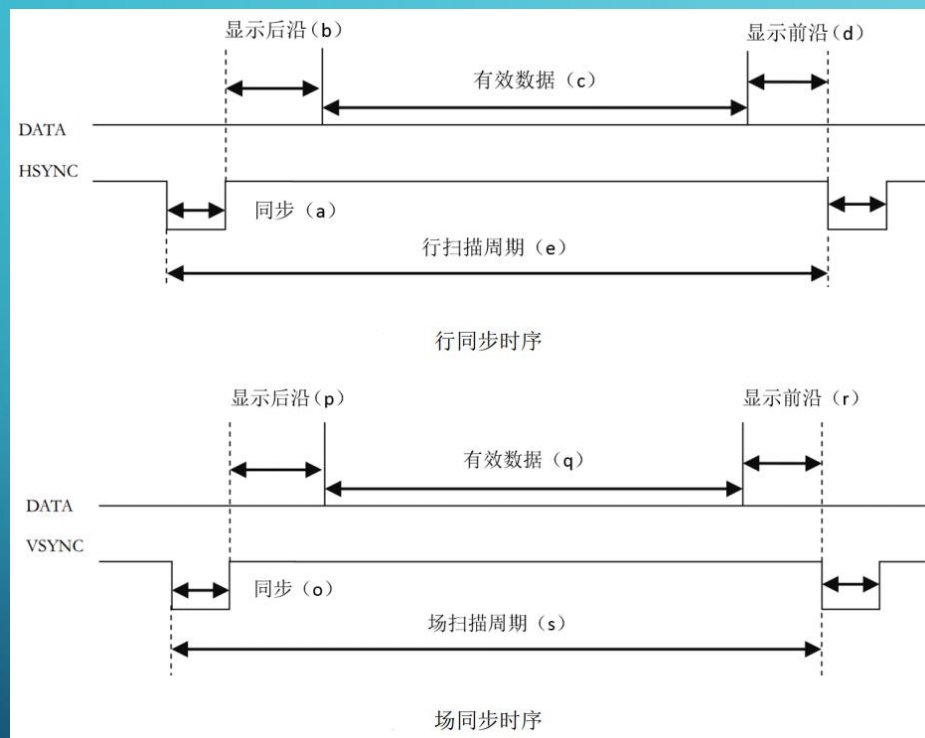 显示后沿（b）
显示前沿（d）
有效数据（c）
DATA
HSYNC
同步（a）
行扫描周期（e）
行同步时序
显示后沿(p)
显示前沿（r）
有效数据（q）
DATA
VSYNC
同步（o）
场扫描周期（s）
场同步时序